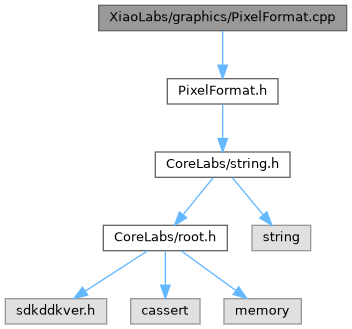 XiaoLabs/graphics/PixelFormat.cpp
PixelFormat.h
CoreLabs/string.h
CoreLabs/root.h
string
sdkddkver.h
cassert
memory